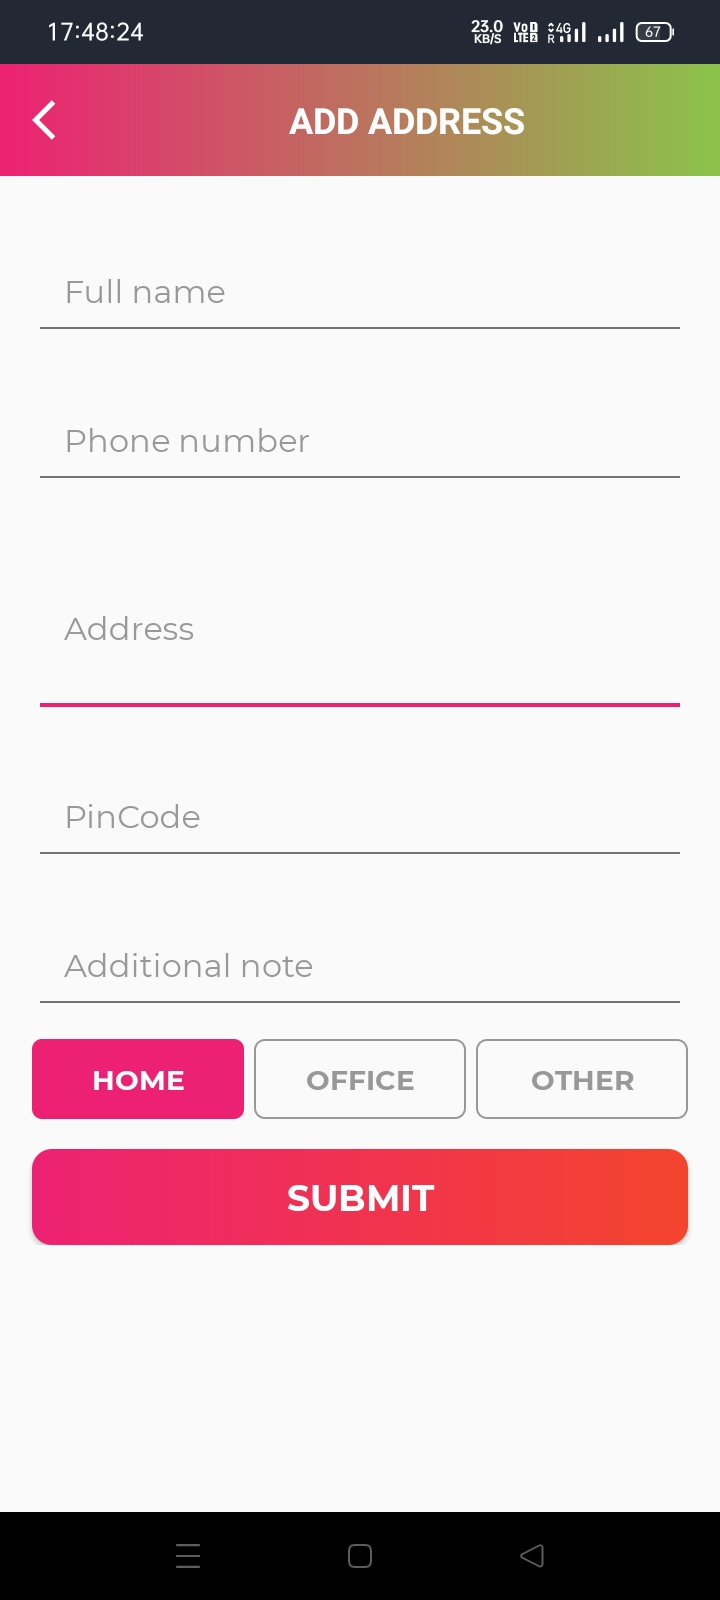 17:48:24
23.0 KB/S
VoD LTE2
4G R
67
ADD ADDRESS
Full name
Phone number
Address
PinCode
Additional note
HOME
OFFICE
OTHER
SUBMIT